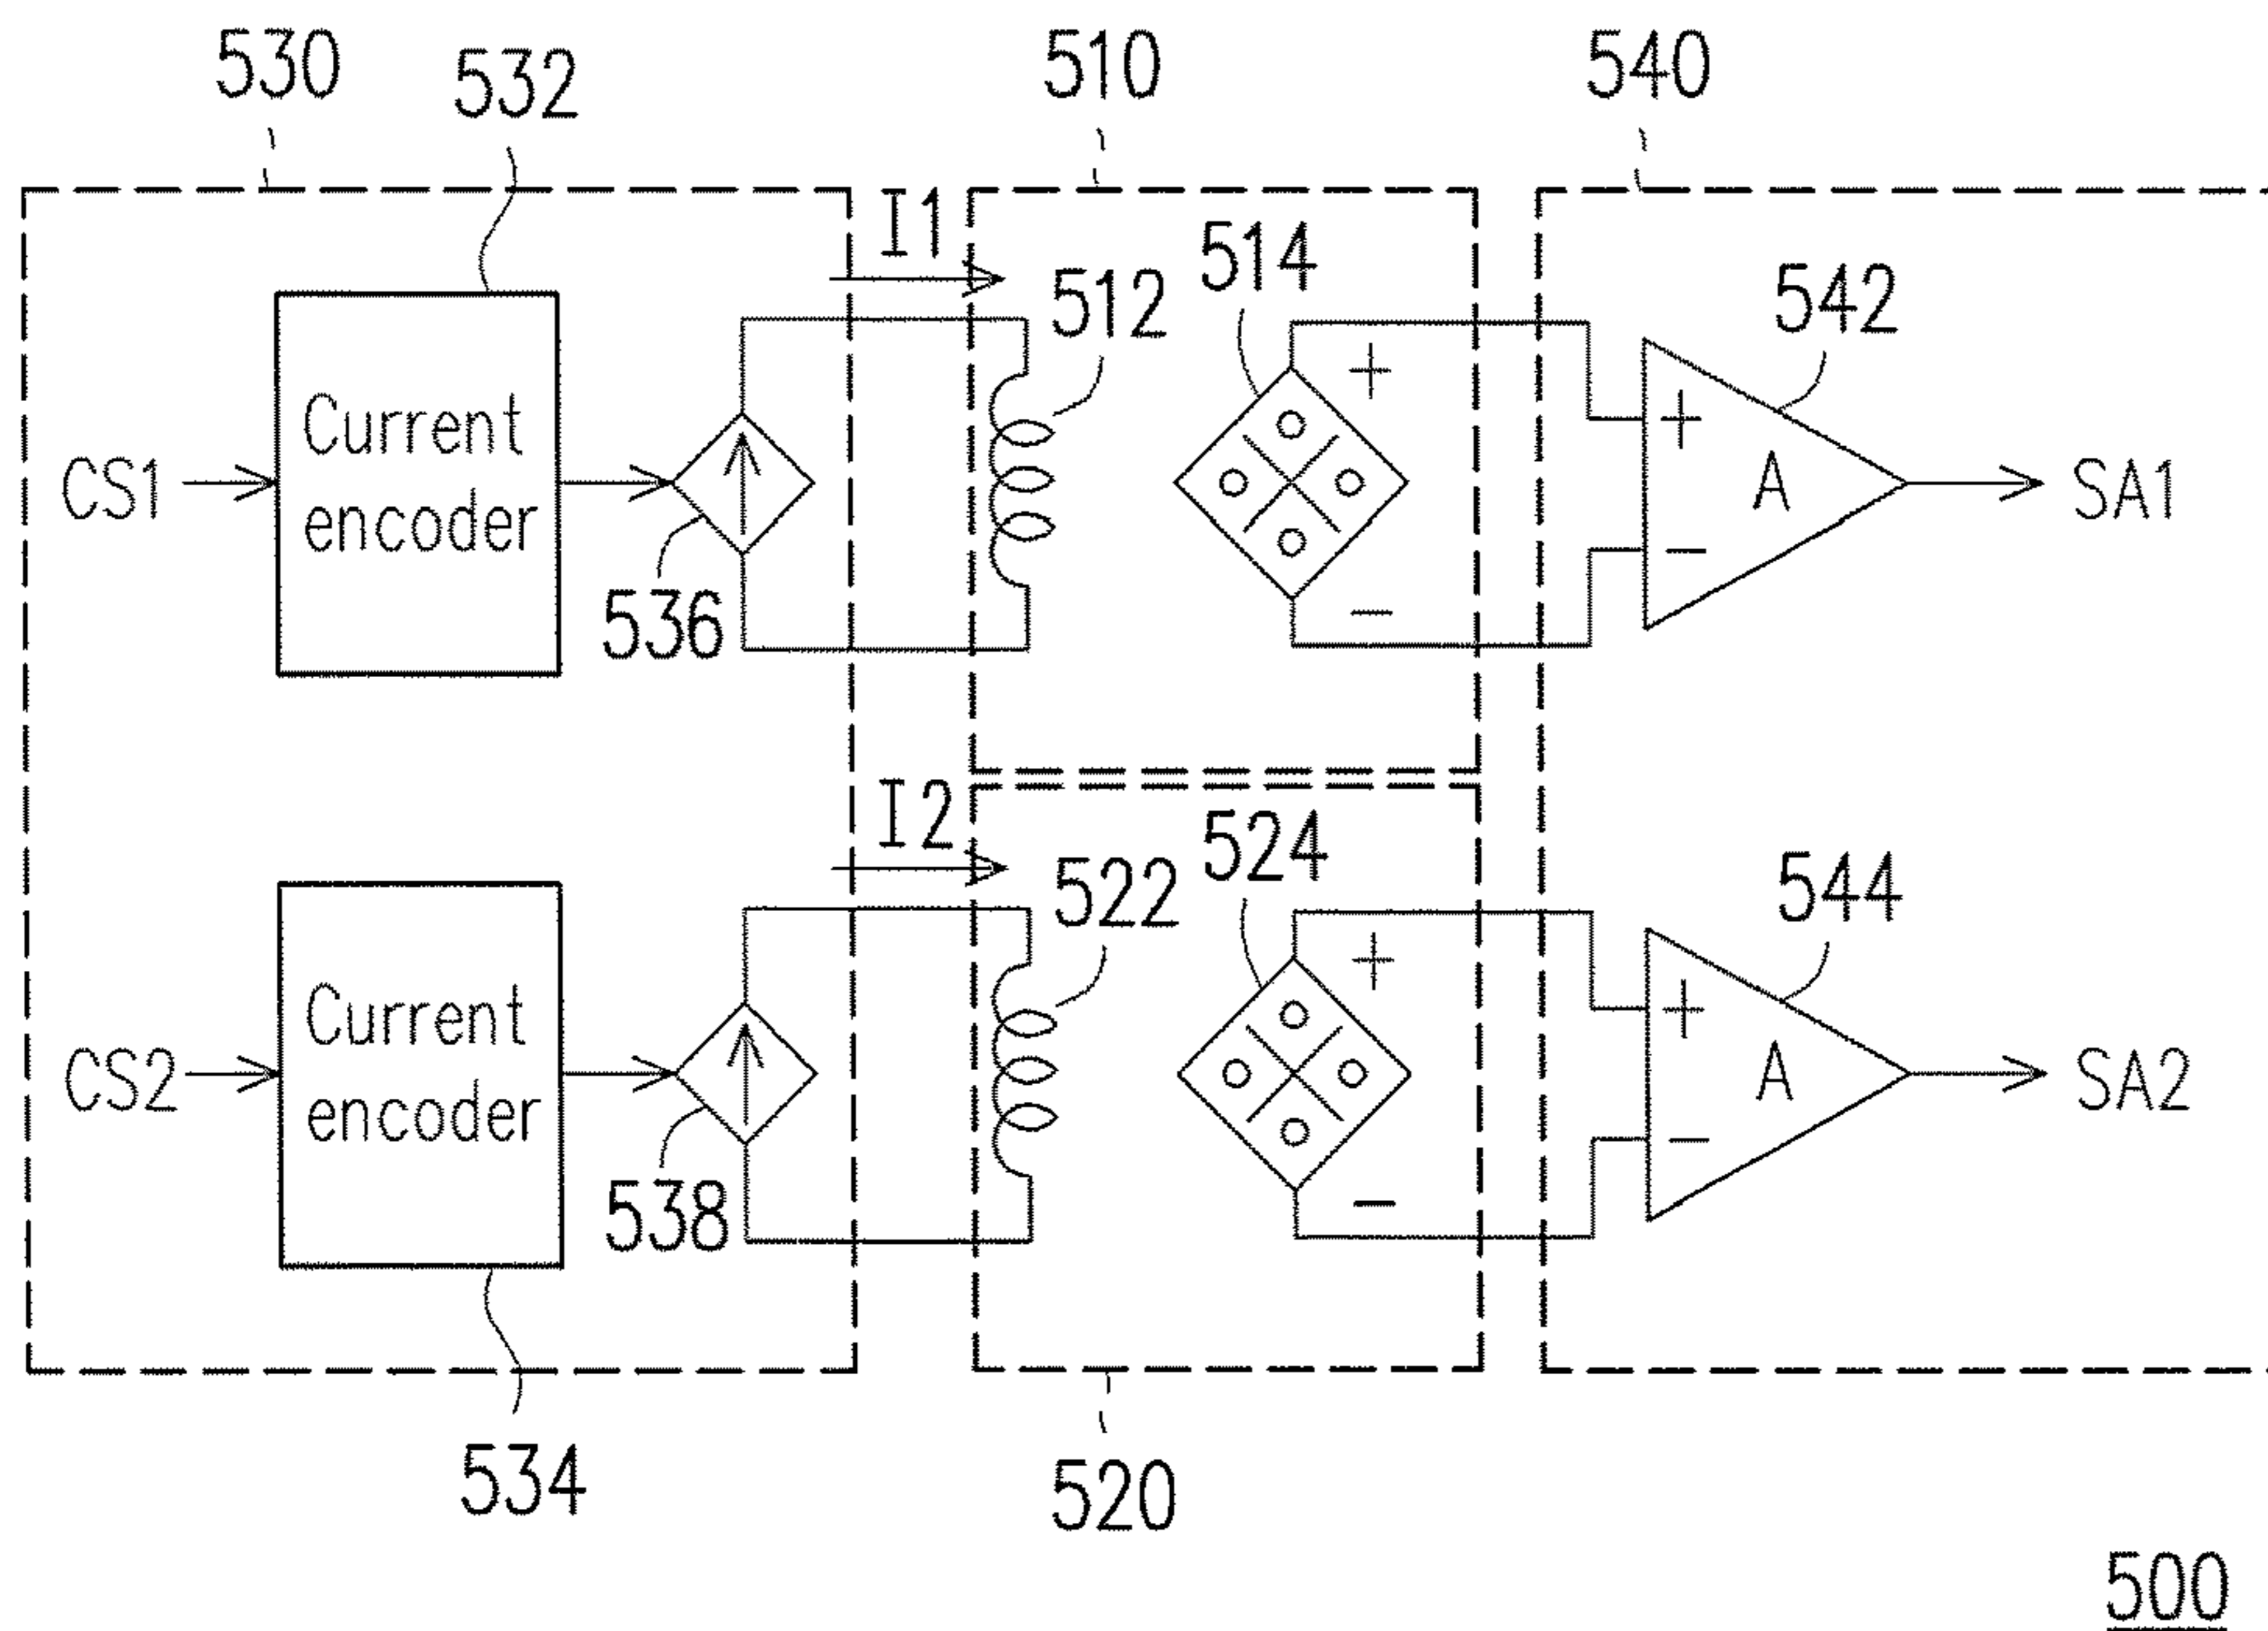 530
532
510
540
I1
512
514
542
CS1
Current
encoder
536
+
−
+
A
−
SA1
I2
522
524
544
CS2
Current
encoder
538
+
−
+
A
−
SA2
534
520
500